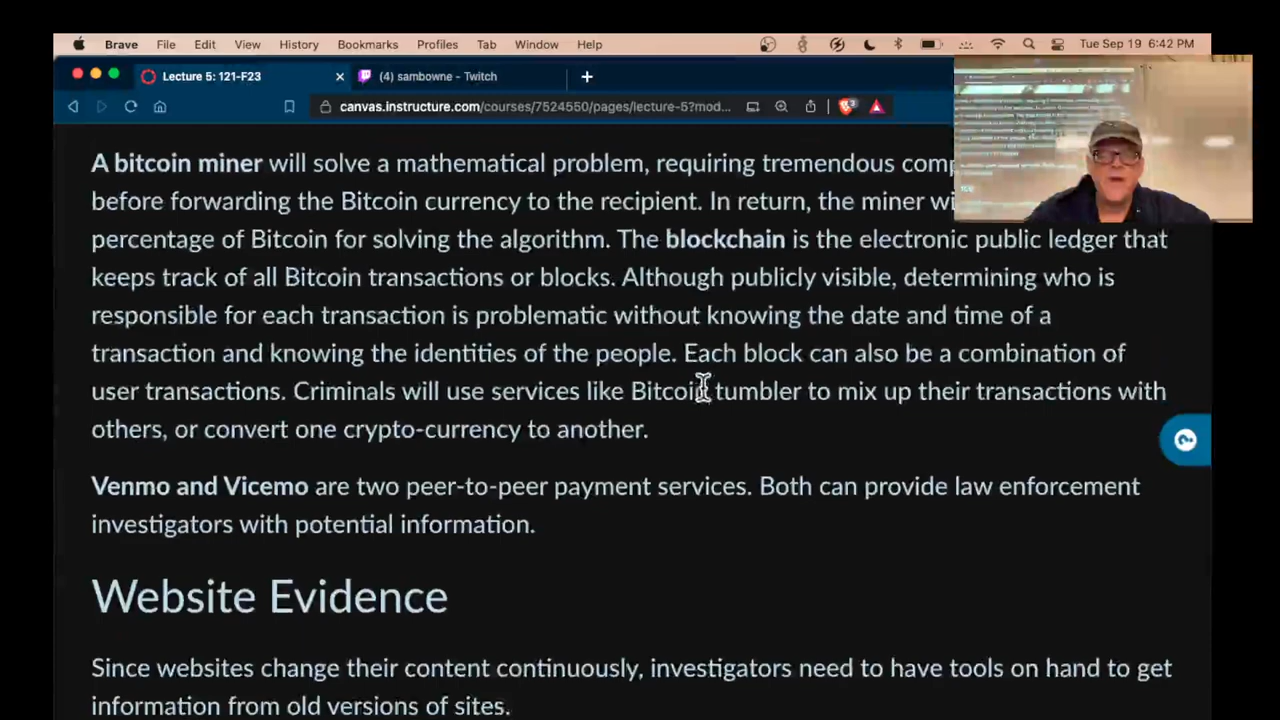 Brave File Edit View History Bookmarks Profiles Tab Window Help Tue Sep 19 6:42 PM
Lecture 5: 121-F23 (4) sambowne - Twitch
canvas.instructure.com/courses/7524550/pages/lecture-5?mod...
A bitcoin miner will solve a mathematical problem, requiring tremendous
before forwarding the Bitcoin currency to the recipient. In return, the miner
percentage of Bitcoin for solving the algorithm. The blockchain is the electronic public ledger that
keeps track of all Bitcoin transactions or blocks. Although publicly visible, determining who is
responsible for each transaction is problematic without knowing the date and time of a
transaction and knowing the identities of the people. Each block can also be a combination of
user transactions. Criminals will use services like Bitcoin tumbler to mix up their transactions with
others, or convert one crypto-currency to another.
Venmo and Vicemo are two peer-to-peer payment services. Both can provide law enforcement
investigators with potential information.
Website Evidence
Since websites change their content continuously, investigators need to have tools on hand to get
information from old versions of sites.